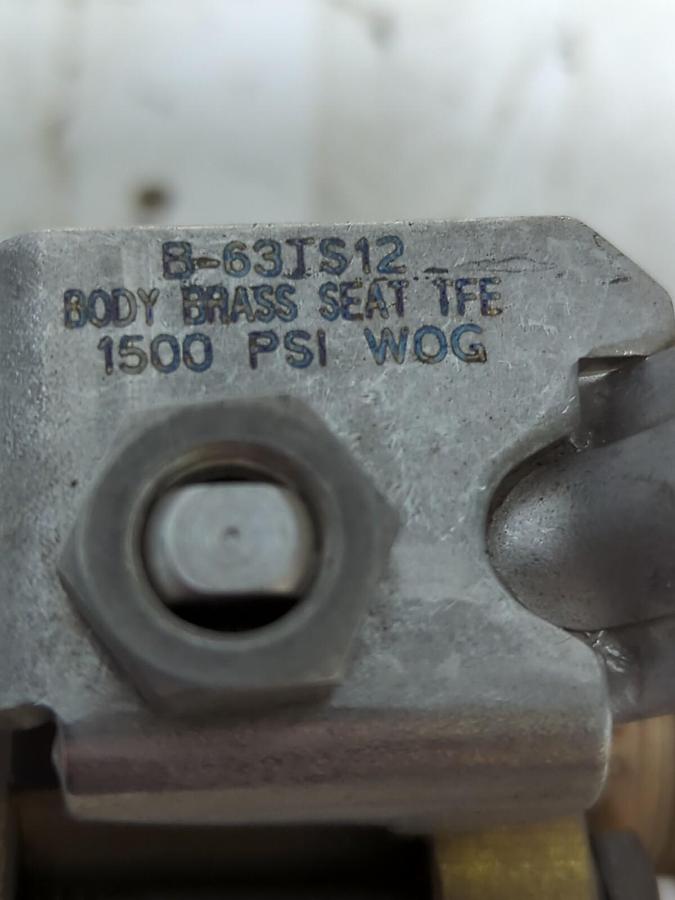 B-63TS12
BODY BRASS SEAT TFE
1500 PSI WOG